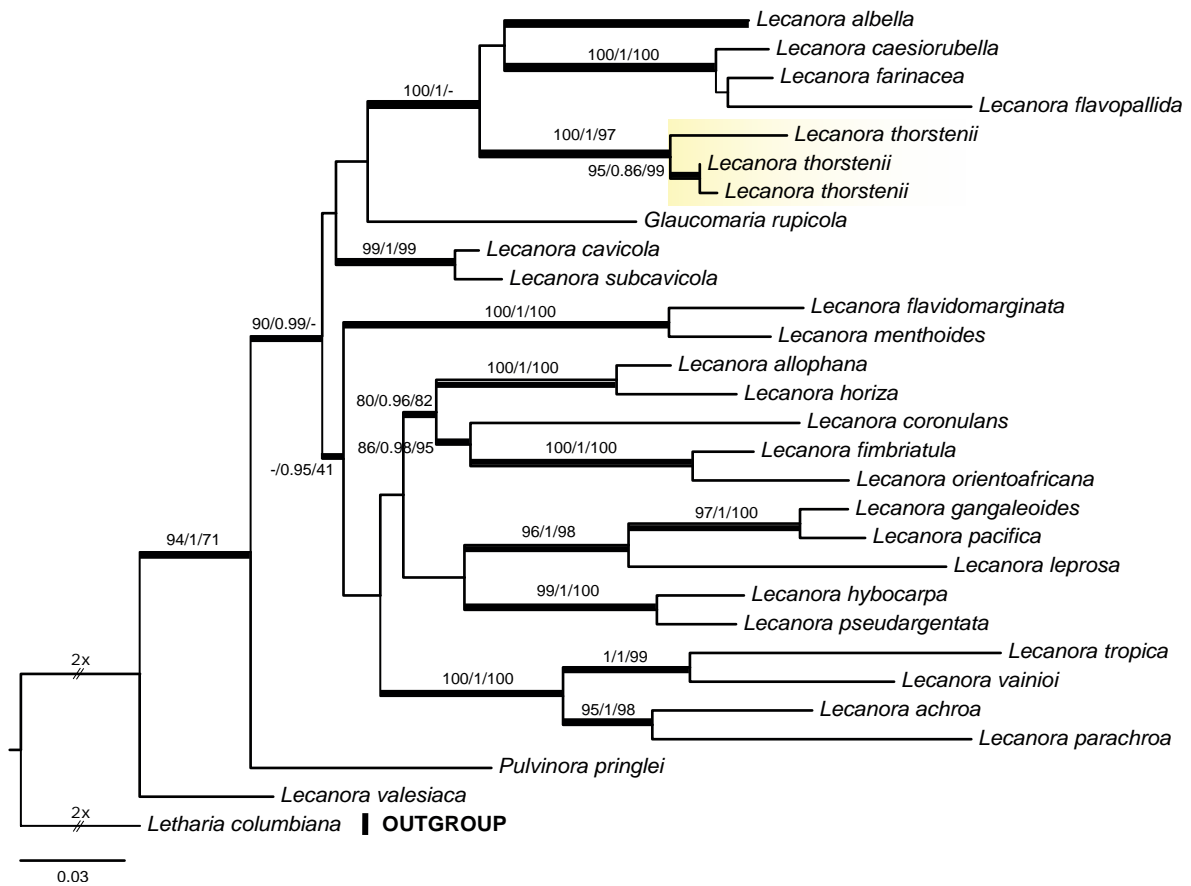 Lecanora albella
Lecanora caesiorubella
100/1/100
Lecanora farinacea
100/1/-
Lecanora flavopallida
100/1/97
Lecanora thorstenii
95/0.86/99
Lecanora thorstenii
Lecanora thorstenii
Glaucomaria rupicola
99/1/99
Lecanora cavicola
Lecanora subcavicola
100/1/100
Lecanora flavidomarginata
90/0.99/-
Lecanora menthoides
100/1/100
Lecanora allophana
80/0.96/82
Lecanora horiza
Lecanora coronulans
86/0.98/95
100/1/100
Lecanora fimbriatula
-/0.95/41
Lecanora orientoafricana
97/1/100
Lecanora gangaleoides
96/1/98
Lecanora pacifica
94/1/71
Lecanora leprosa
99/1/100
Lecanora hybocarpa
Lecanora pseudargentata
2x
1/1/99
Lecanora tropica
100/1/100
Lecanora vainioi
95/1/98
Lecanora achroa
Lecanora parachroa
Pulvinora pringlei
Lecanora valesiaca
2x
Letharia columbiana OUTGROUP
0.03